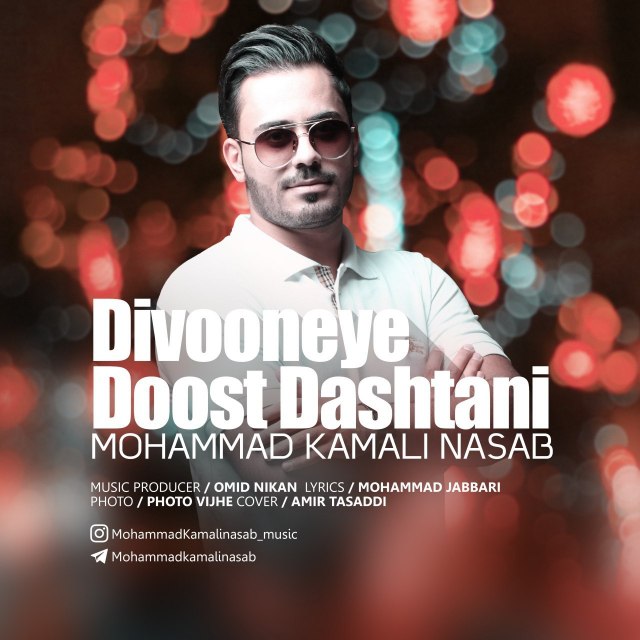 Divooneye
Doost Dashtani
MOHAMMAD KAMALI NASAB
MUSIC PRODUCER / OMID NIKAN LYRICS / MOHAMMAD JABBARI
PHOTO / PHOTO VIJHE COVER / AMIR TASADDI
MohammadKamalinasab_music
Mohammadkamalinasab